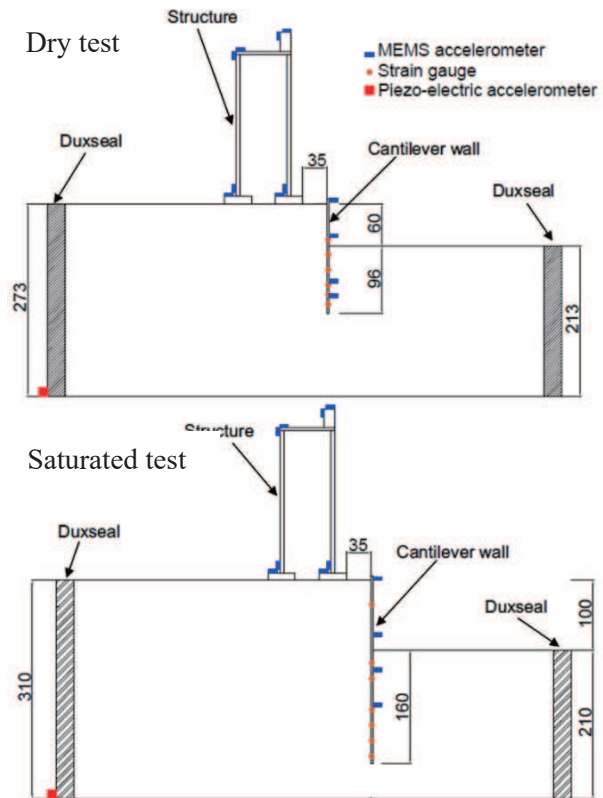 Structure
Dry test
MEMS accelerometer
Strain gauge
Piezo-electric accelerometer
Duxseal
35
Cantilever wall
Duxseal
60
96
273
213
Structure
Saturated test
Duxseal
35
Cantilever wall
Duxseal
100
310
160
210